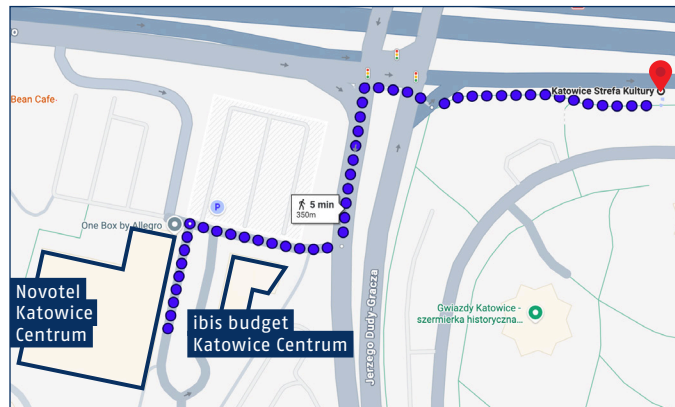 o
Bean Cafe
Katowice Strefa Kultury
P
5 min
350m
One Box by Allegro
Novotel
Katowice
Centrum
ibis budget
Katowice Centrum
Jerzego Dudy-Gracza
Gwiazdy Katowice -
szermierka historyczna...